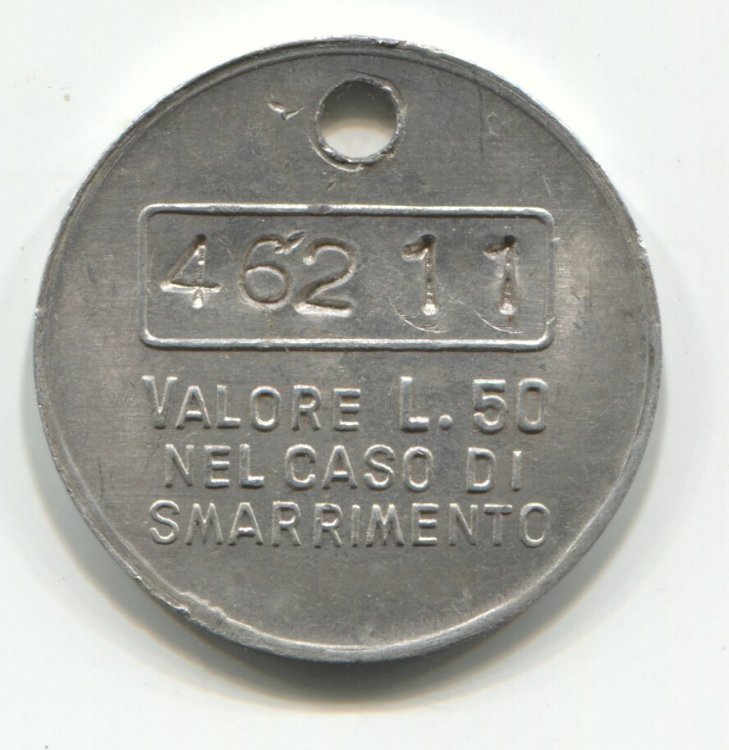 46211
VALORE L. 50
NEL CASO DI
SMARRIMENTO